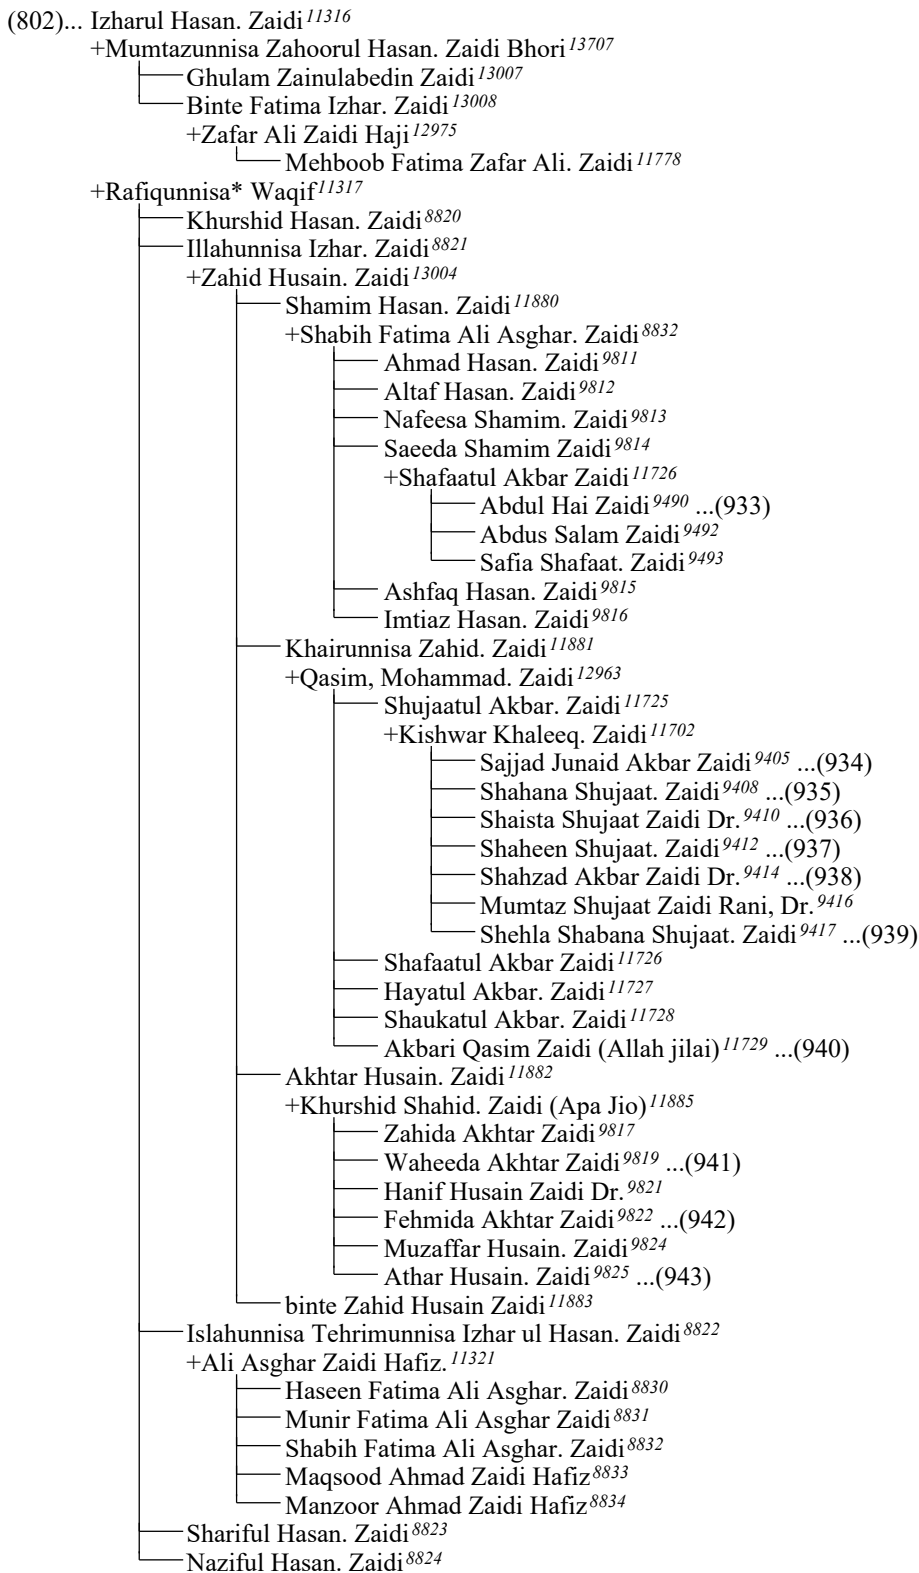 (802)... Izharul Hasan. Zaidi 11316
+Mumtazunnisa Zahoorul Hasan. Zaidi Bhori 13707
Ghulam Zainulabedin Zaidi 13007
Binte Fatima Izhar. Zaidi 13008
+Zafar Ali Zaidi Haji 12975
Mehboob Fatima Zafar Ali. Zaidi 11778
+Rafiqunnisa* Waqif 11317
Khurshid Hasan. Zaidi 8820
Illahunnisa Izhar. Zaidi 8821
+Zahid Husain. Zaidi 13004
Shamim Hasan. Zaidi 11880
+Shabih Fatima Ali Asghar. Zaidi 8832
Ahmad Hasan. Zaidi 9811
Altaf Hasan. Zaidi 9812
Nafeesa Shamim. Zaidi 9813
Saeeda Shamim Zaidi 9814
+Shafaatul Akbar Zaidi 11726
Abdul Hai Zaidi 9490 ...(933)
Abdus Salam Zaidi 9492
Safia Shafaat. Zaidi 9493
Ashfaq Hasan. Zaidi 9815
Imtiaz Hasan. Zaidi 9816
Khairunnisa Zahid. Zaidi 11881
+Qasim, Mohammad. Zaidi 12963
Shujaatul Akbar. Zaidi 11725
+Kishwar Khaleeq. Zaidi 11702
Sajjad Junaid Akbar Zaidi 9405 ...(934)
Shahana Shujaat. Zaidi 9408 ...(935)
Shaista Shujaat Zaidi Dr. 9410 ...(936)
Shaheen Shujaat. Zaidi 9412 ...(937)
Shahzad Akbar Zaidi Dr. 9414 ...(938)
Mumtaz Shujaat Zaidi Rani, Dr. 9416
Shehla Shabana Shujaat. Zaidi 9417 ...(939)
Shafaatul Akbar Zaidi 11726
Hayatul Akbar. Zaidi 11727
Shaukatul Akbar. Zaidi 11728
Akbari Qasim Zaidi (Allah jilai) 11729 ...(940)
Akhtar Husain. Zaidi 11882
+Khurshid Shahid. Zaidi (Apa Jio) 11885
Zahida Akhtar Zaidi 9817
Waheeda Akhtar Zaidi 9819 ...(941)
Hanif Husain Zaidi Dr. 9821
Fehmida Akhtar Zaidi 9822 ...(942)
Muzaffar Husain. Zaidi 9824
Athar Husain. Zaidi 9825 ...(943)
binte Zahid Husain Zaidi 11883
Islahunnisa Tehrimunnisa Izhar ul Hasan. Zaidi 8822
+Ali Asghar Zaidi Hafiz. 11321
Haseen Fatima Ali Asghar. Zaidi 8830
Munir Fatima Ali Asghar Zaidi 8831
Shabih Fatima Ali Asghar. Zaidi 8832
Maqsood Ahmad Zaidi Hafiz 8833
Manzoor Ahmad Zaidi Hafiz 8834
Shariful Hasan. Zaidi 8823
Naziful Hasan. Zaidi 8824